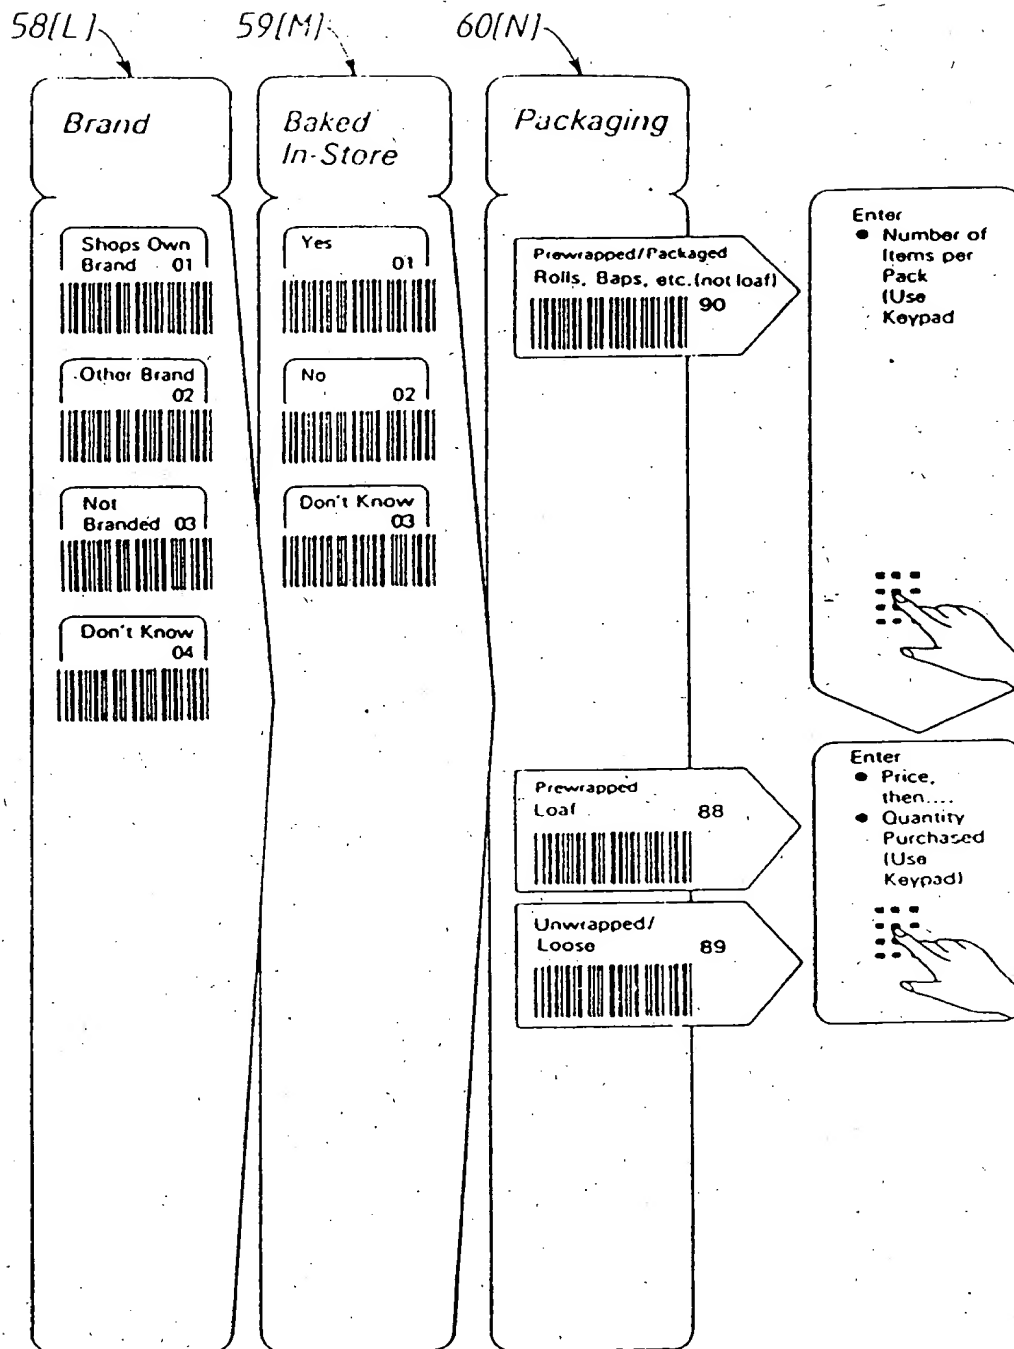 58[L]
59[M]
60[N]
Brand
Baked
In-Store
Packaging
Shops Own
Brand 01
Other Brand
02
Not
Branded 03
Don't Know
04
Yes
01
No
02
Don't Know
03
Prewrapped/Packaged
Rolls, Baps, etc.(not loaf)
90
Prewrapped
Loaf 88
Unwrapped/
Loose 89
Enter
● Number of
Items per
Pack
(Use
Keypad
Enter
● Price,
then....
● Quantity
Purchased
(Use
Keypad)